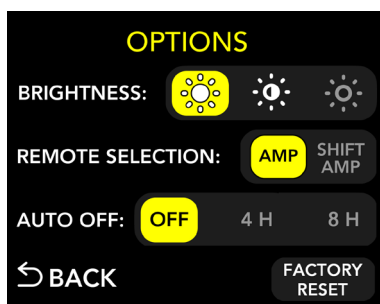 OPTIONS
BRIGHTNESS:
REMOTE SELECTION: AMP SHIFT
AMP
AUTO OFF: OFF 4 H 8 H
BACK FACTORY
RESET